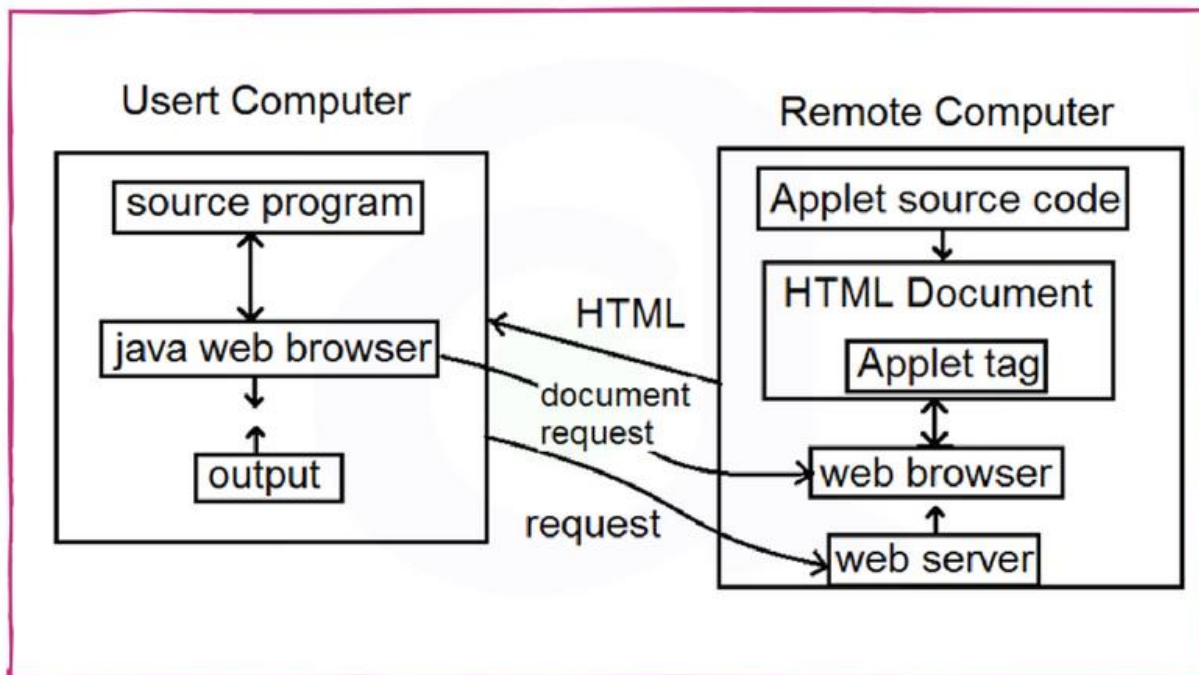 Usert Computer
source program
java web browser
output
HTML
document
request
request
Remote Computer
Applet source code
HTML Document
Applet tag
web browser
web server